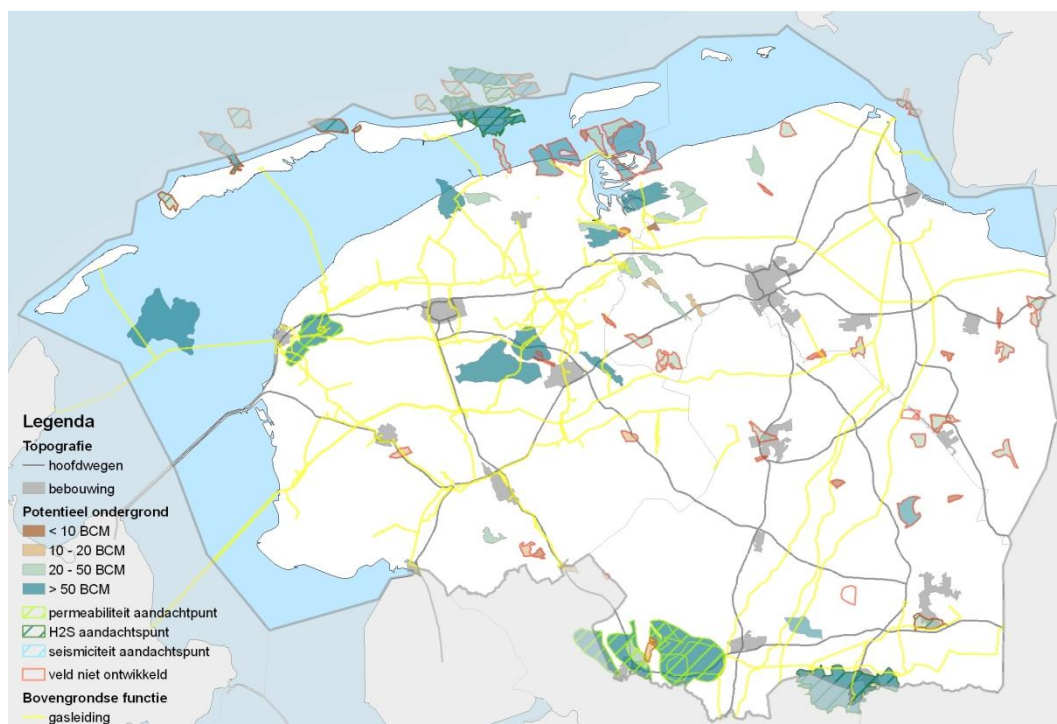 Legenda
Topografie
hoofdwegen
bebouwing
Potentieel ondergrond
< 10 BCM
10 - 20 BCM
20 - 50 BCM
> 50 BCM
permeabiliteit aandachtpunt
H2S aandachtspunt
seismiciteit aandachtspunt
veld niet ontwikkeld
Bovengrondse functie
gasleiding